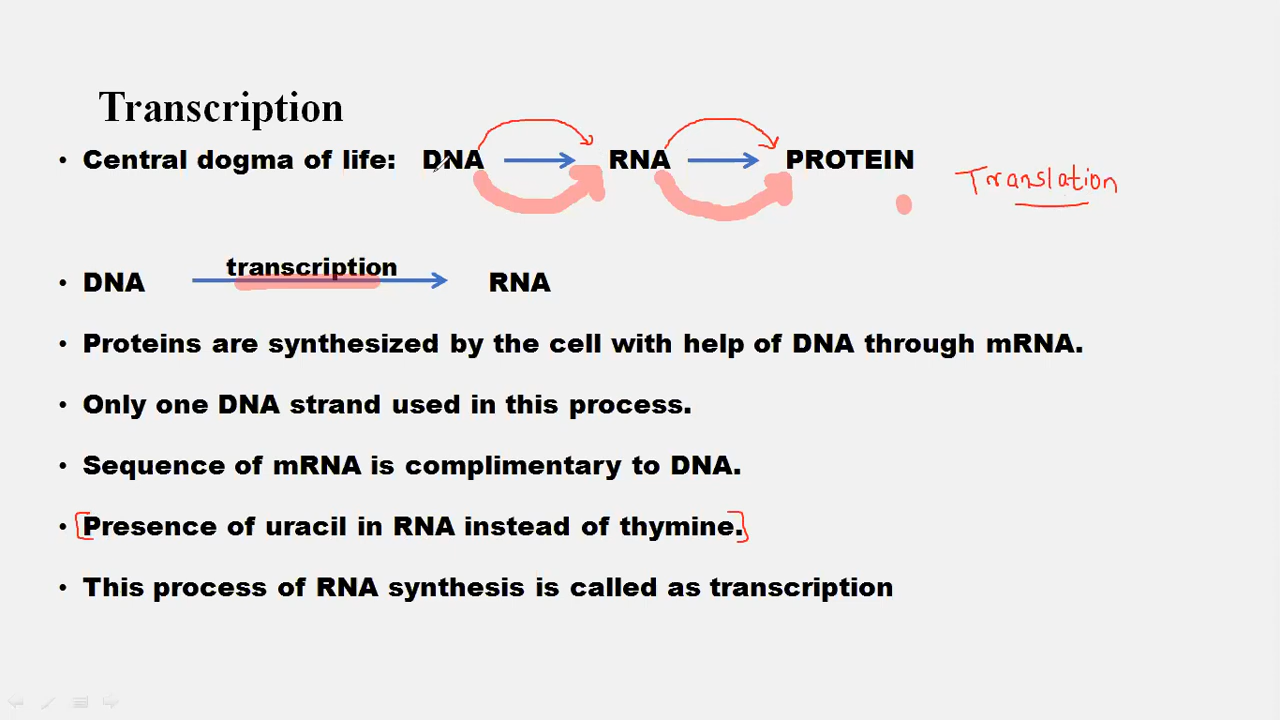 Transcription
• Central dogma of life: DNA → RNA → PROTEIN
Translation
transcription
• DNA → RNA
• Proteins are synthesized by the cell with help of DNA through mRNA.
• Only one DNA strand used in this process.
• Sequence of mRNA is complimentary to DNA.
• [Presence of uracil in RNA instead of thymine.]
• This process of RNA synthesis is called as transcription